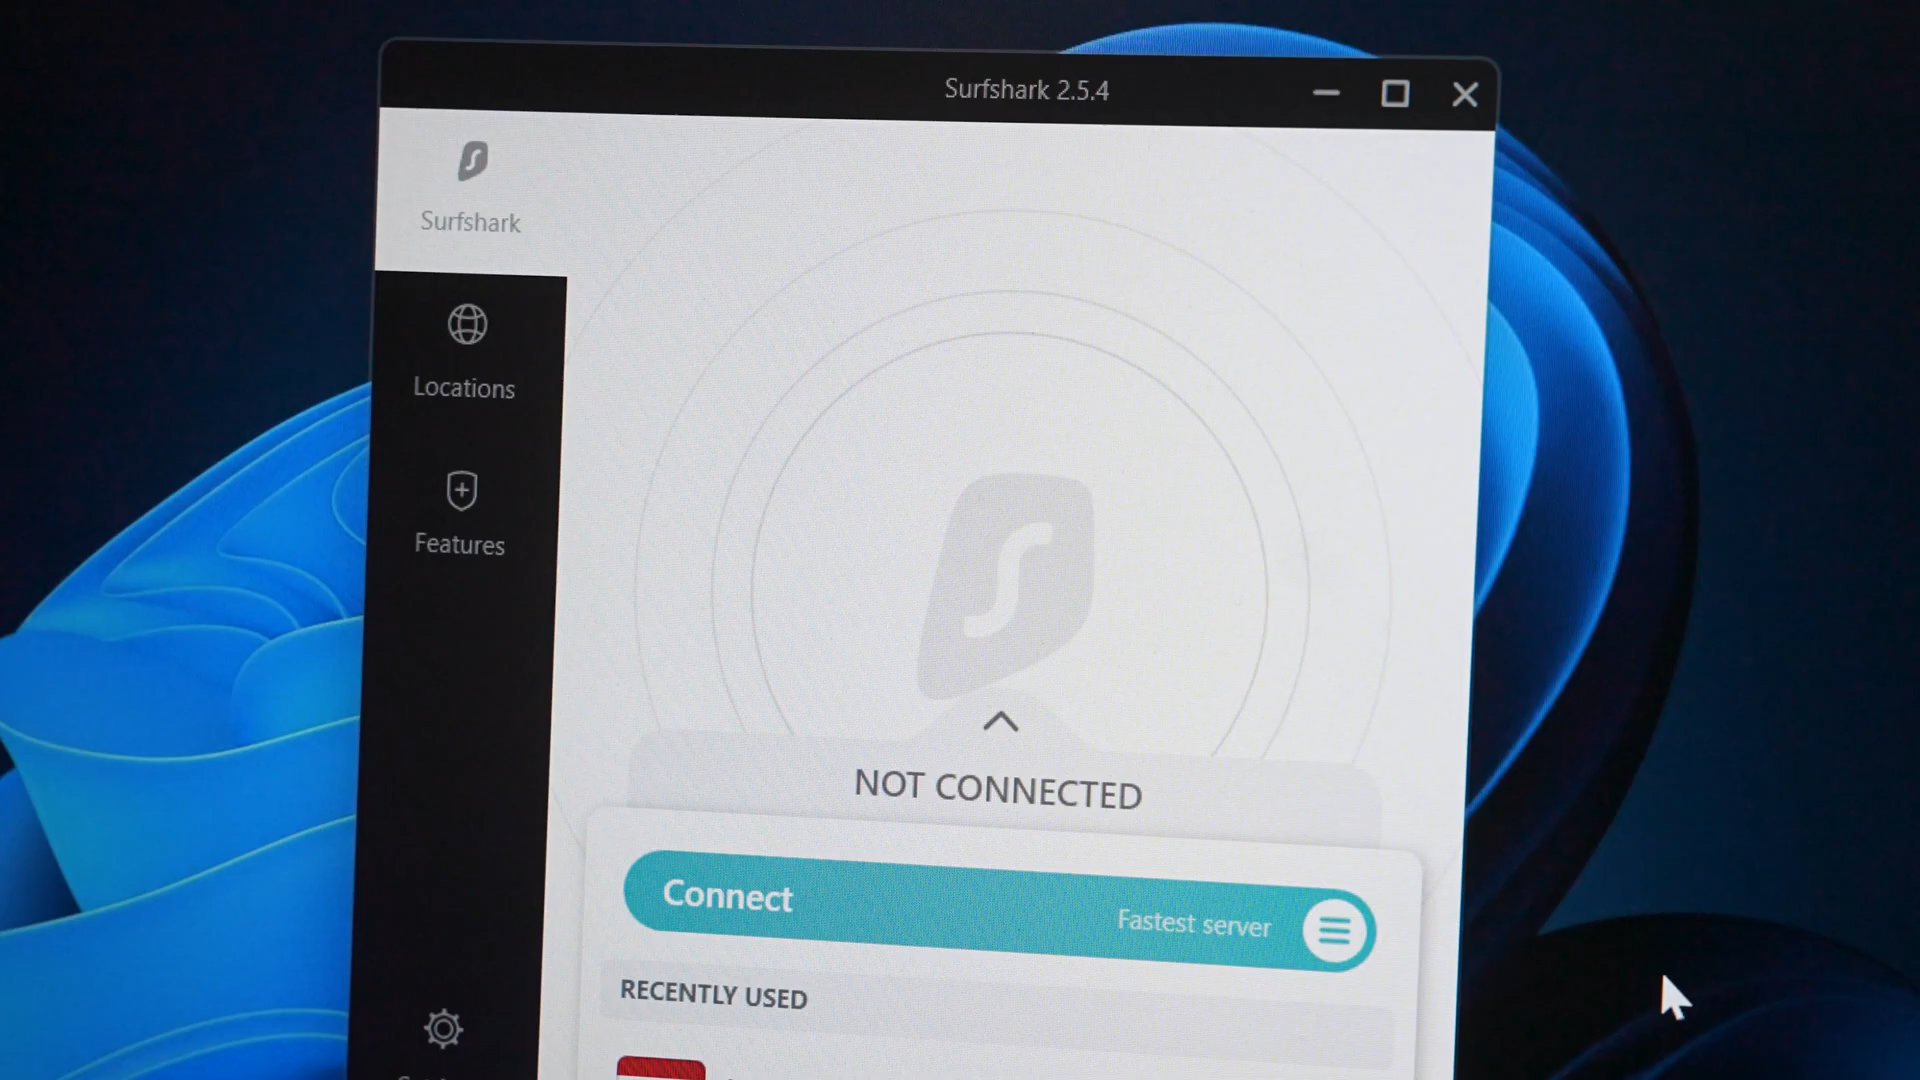 Surfshark 2.5.4
Surfshark
Locations
Features
NOT CONNECTED
Connect
Fastest server
RECENTLY USED